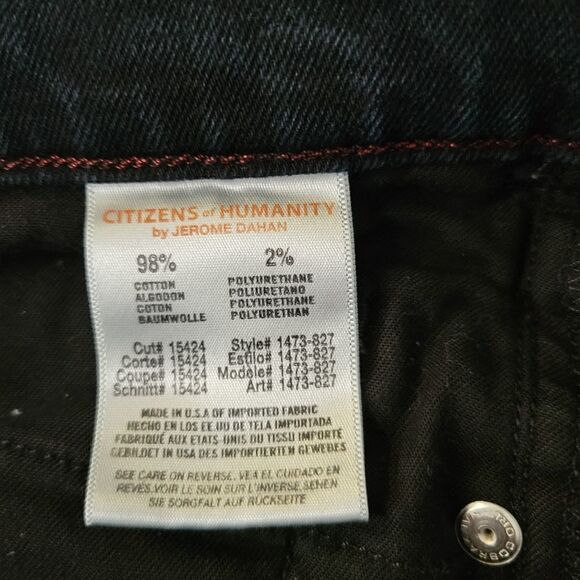 CITIZENS of HUMANITY
by JEROME DAHAN
98% 2%
COTTON POLYURETHANE
ALGODON POLIURETANO
COTON POLYURETHANE
BAUMWOLLE POLYURETHAN
Cut# 15424 Style# 1473-827
Corte# 15424 Estilo# 1473-827
Coupe# 15424 Modele# 1473-827
Schnitt# 15424 Art# 1473-827
MADE IN U.S.A OF IMPORTED FABRIC
HECHO EN LOS EE.UU DE TELA IMPORTADA
FABRIQUÉ AUX ETATS-UNIS DU TISSU IMPORTÉ
GEBILDET IN USA DES IMPORTIERTEN GEWEBES
SEE CARE ON REVERSE. VEA EL CUIDADO EN
REVES. VOIR LE SOIN SUR L'INVERSE. SEHEN
SIE SORGFALT AUF RÜCKSEITE
COBRA